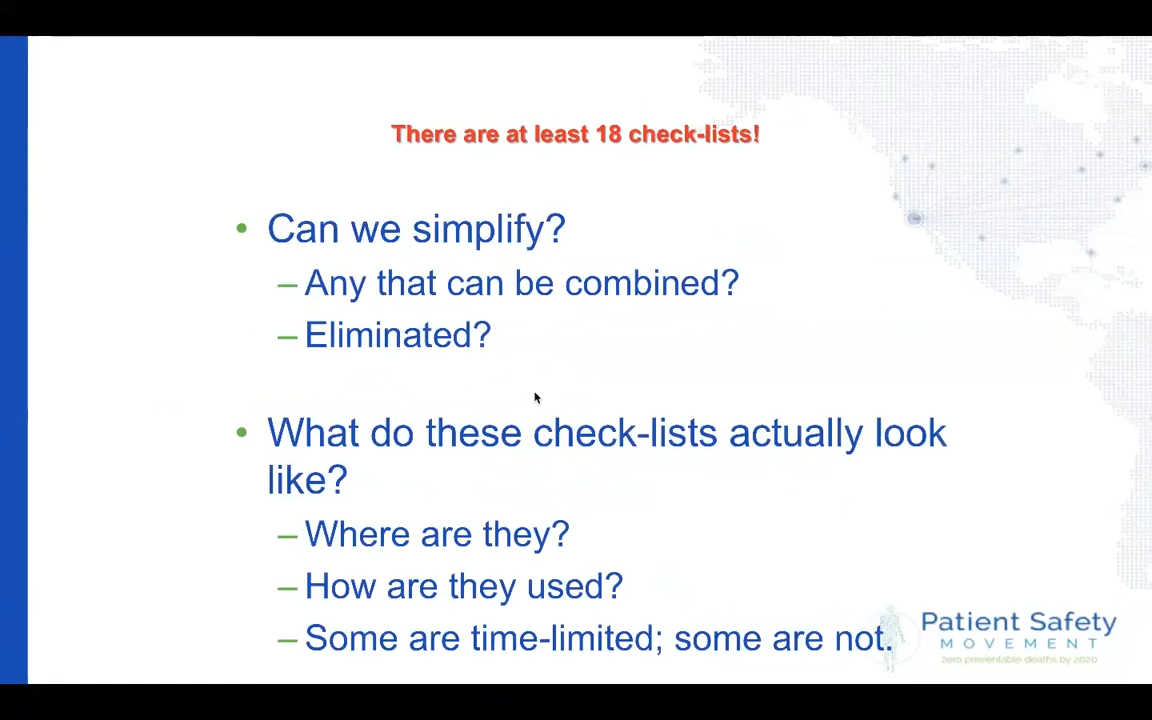 There are at least 18 check-lists!
• Can we simplify?
– Any that can be combined?
– Eliminated?
• What do these check-lists actually look
like?
– Where are they?
– How are they used?
– Some are time-limited; some are not.
Patient Safety
MOVEMENT
zero preventable deaths by 2020